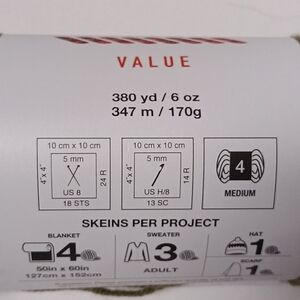 VALUE
380 yd / 6 oz
347 m / 170g
10 cm x 10 cm
4"x 4"
5 mm
US 8
24 R
18 STS
10 cm x 10 cm
4"x 4"
5 mm
US H/8
14 R
13 SC
4
MEDIUM
SKEINS PER PROJECT
BLANKET
4
50in x 60in
127cm x 152cm
SWEATER
3
ADULT
HAT
1
SCARF
1